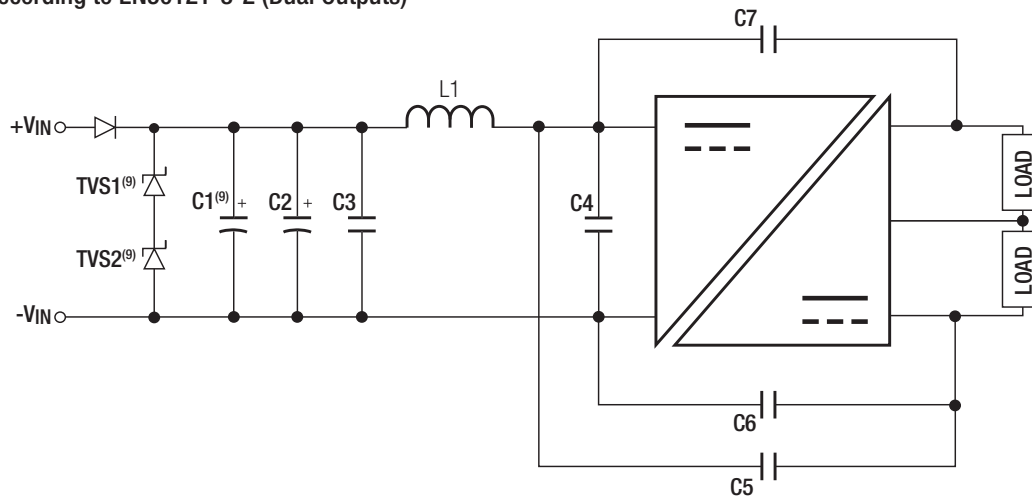 according to EN50121-3-2 (Dual Outputs)
C7
L1
+VIN
TVS1(9)
C1(9) +
C2 +
C3
C4
LOAD
TVS2(9)
LOAD
-VIN
C6
C5